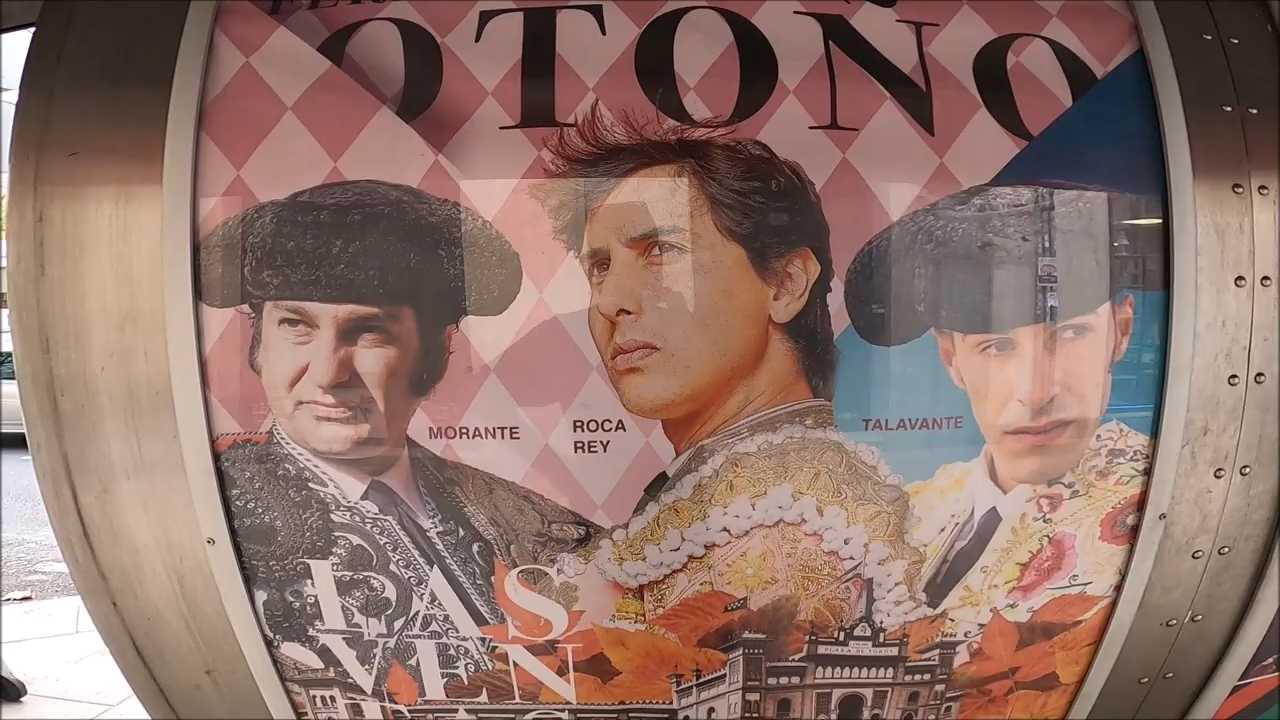 OTOÑO
MORANTE
ROCA
REY
TALAVANTE
LAS
VEN
PLAZA DE TOROS